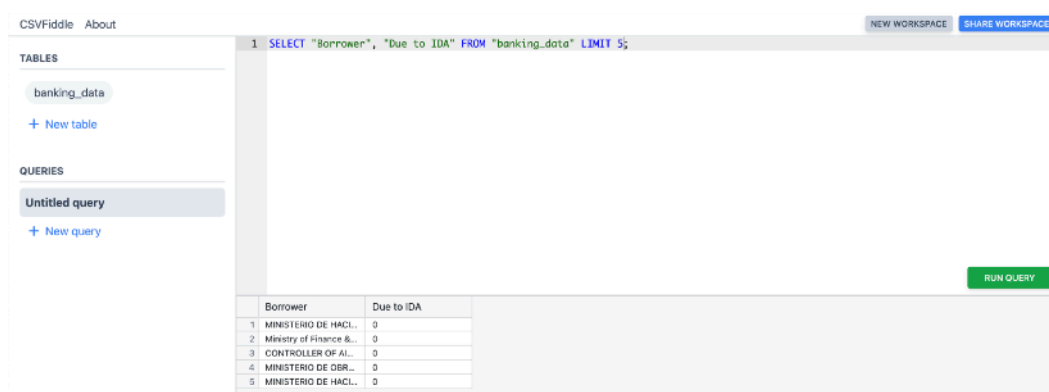 CSVFiddle About
NEW WORKSPACE SHARE WORKSPACE
TABLES
banking_data
+ New table
QUERIES
Untitled query
+ New query
1 SELECT "Borrower", "Due to IDA" FROM "banking_data" LIMIT 5;
RUN QUERY
Borrower Due to IDA
1 MINISTERIO DE HACI... 0
2 Ministry of Finance &... 0
3 CONTROLLER OF AI... 0
4 MINISTERIO DE OBR... 0
5 MINISTERIO DE HACI... 0